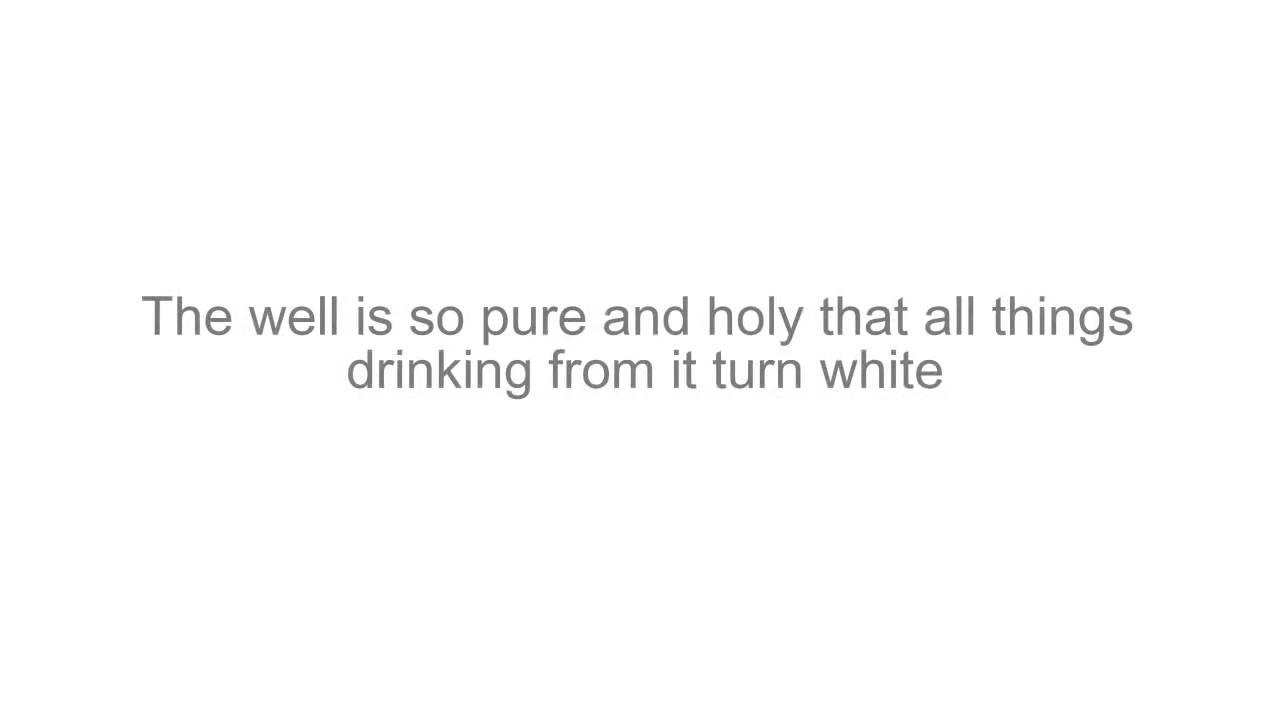 The well is so pure and holy that all things
drinking from it turn white